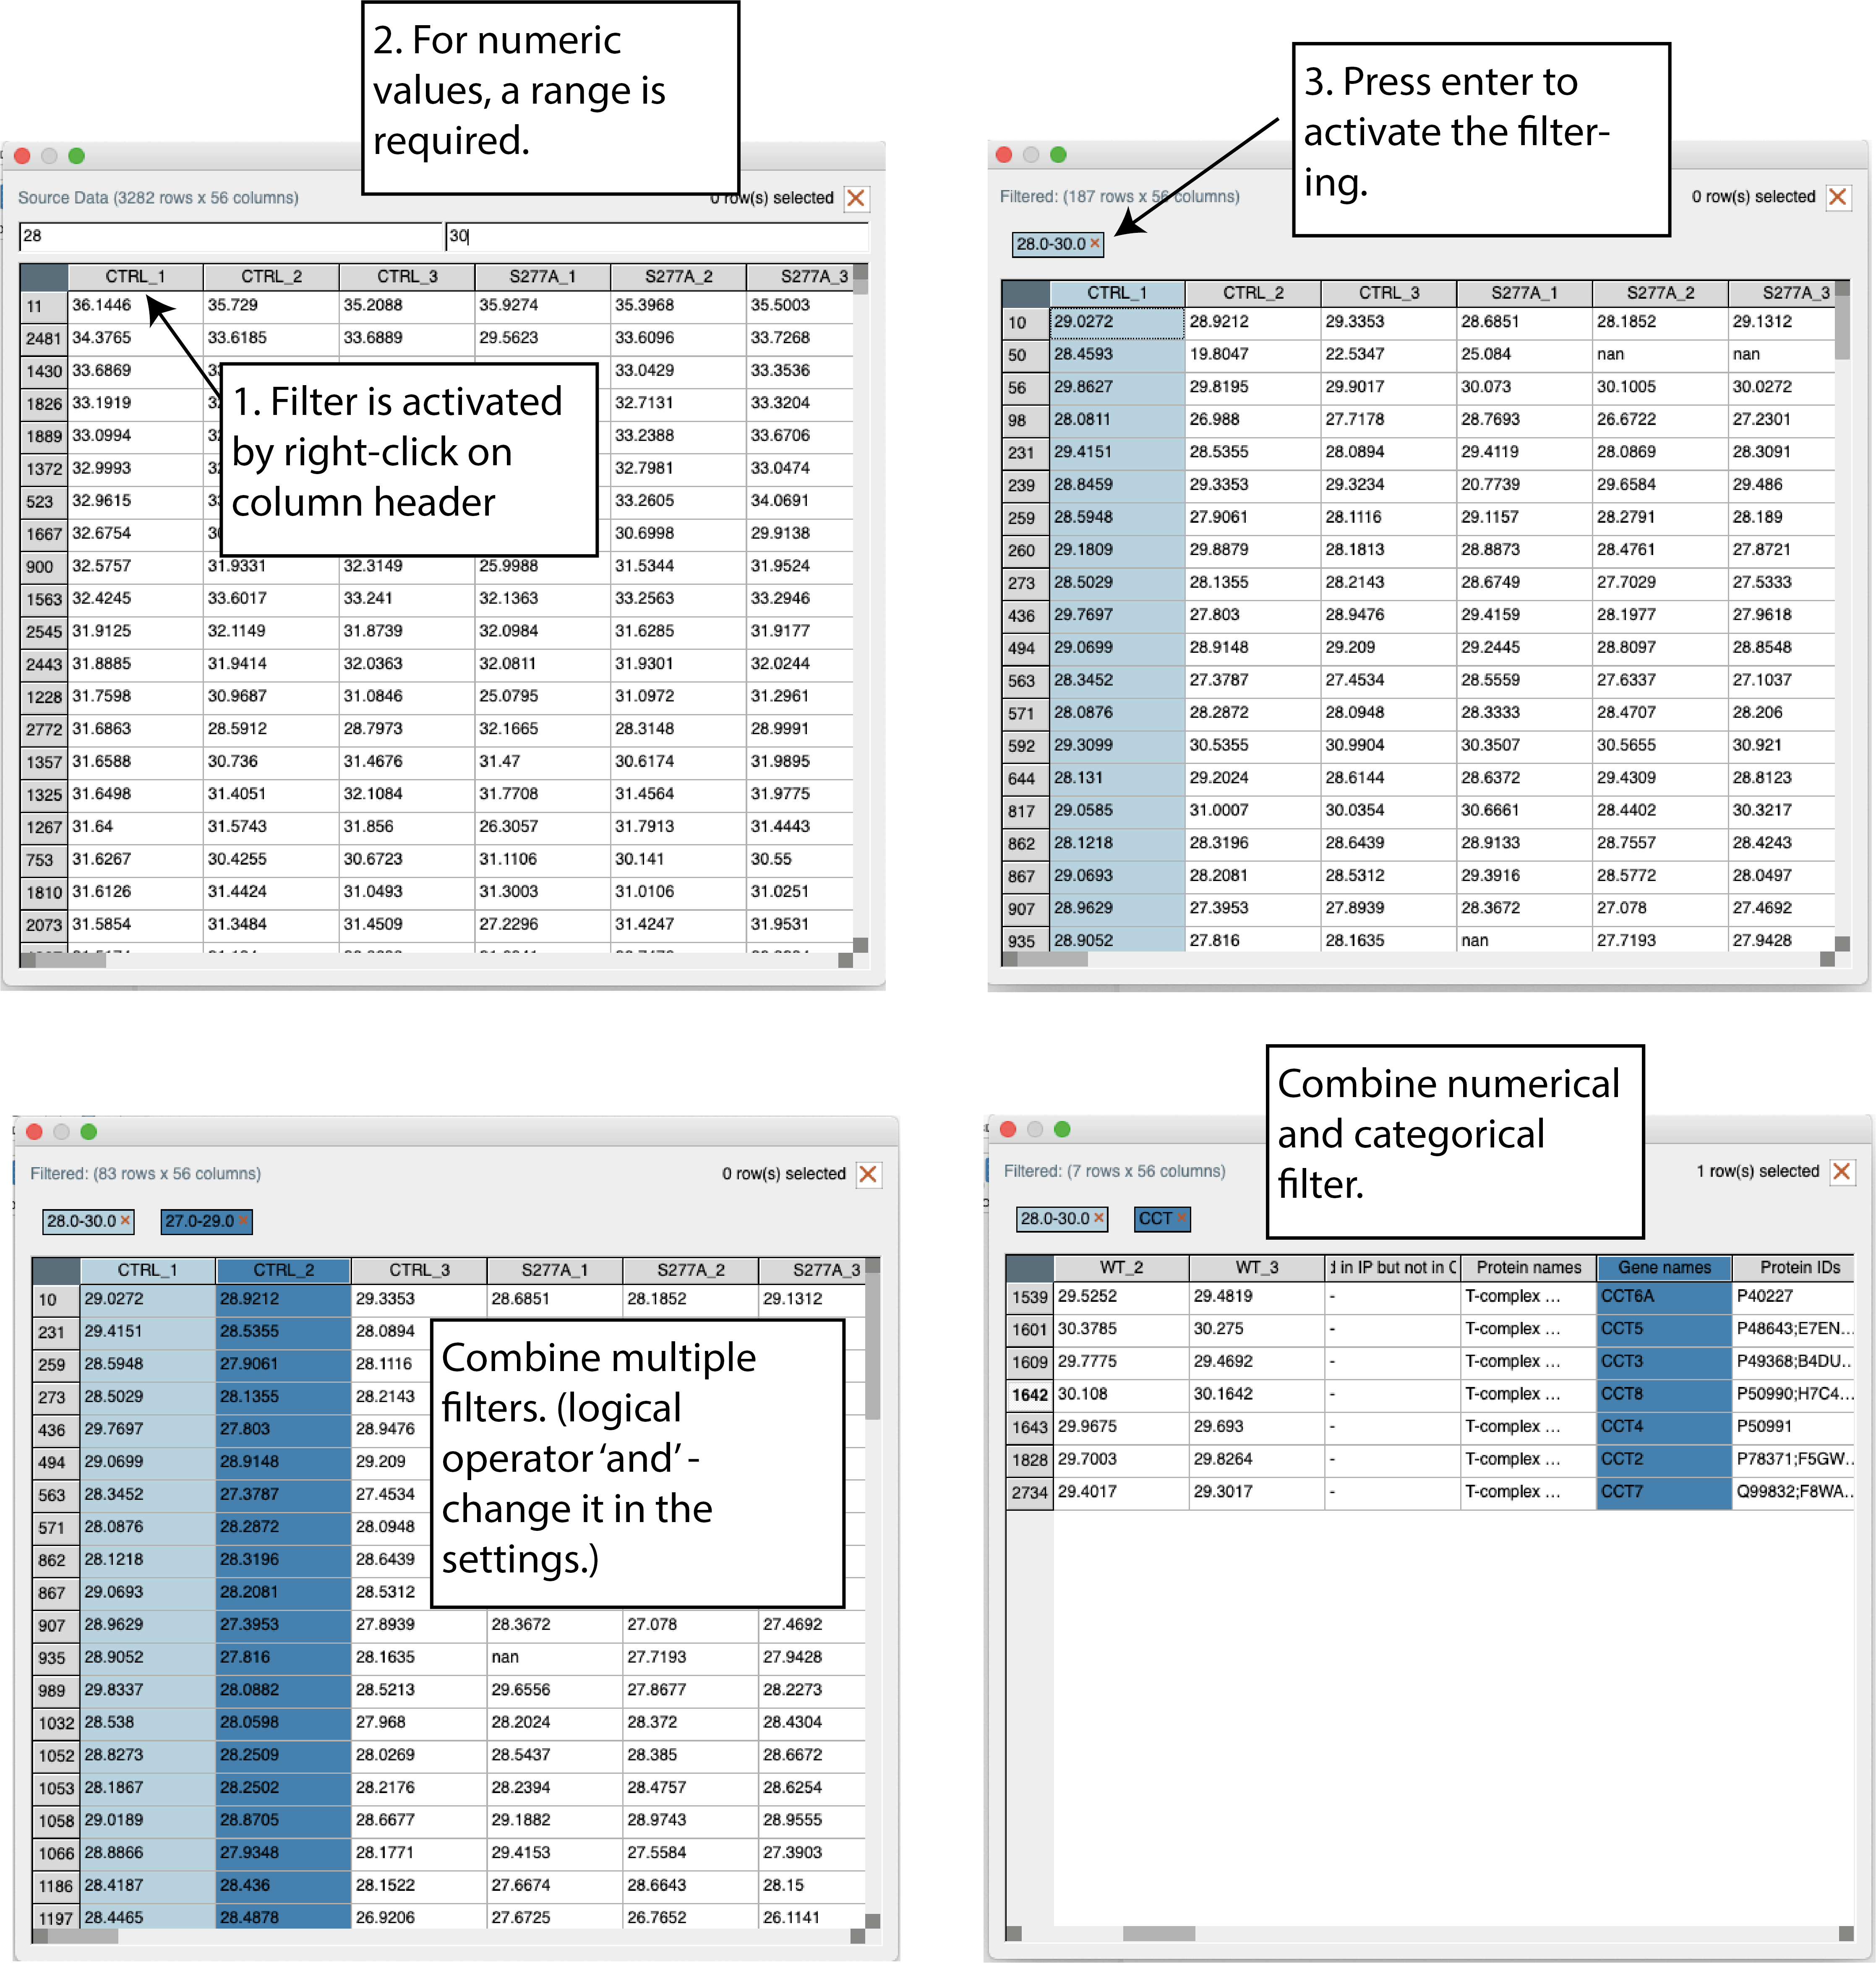 2. For numeric
values, a range is
required.
Source Data (3282 rows x 56 columns)
row(s) selected
28
30
CTRL_1 CTRL_2 CTRL_3 S277A_1 S277A_2 S277A_3
11 36.1446 35.729 35.2088 35.9274 35.3968 35.5003
2481 34.3765 33.6185 33.6889 29.5623 33.6096 33.7268
1430 33.6869 33.0429 33.3536
1826 33.1919 32.7131 33.3204
1889 33.0994 33.2388 33.6706
1372 32.9993 32.7981 33.0474
523 32.9615 33.2605 34.0691
1667 32.6754 30.6998 29.9138
1. Filter is activated
by right-click on
column header
900 32.5757 31.9331 32.3149 25.9988 31.5344 31.9524
1563 32.4245 33.6017 33.241 32.1363 33.2563 33.2946
2545 31.9125 32.1149 31.8739 32.0984 31.6285 31.9177
2443 31.8885 31.9414 32.0363 32.0811 31.9301 32.0244
1228 31.7598 30.9687 31.0846 25.0795 31.0972 31.2961
2772 31.6863 28.5912 28.7973 32.1665 28.3148 28.9991
1357 31.6588 30.736 31.4676 31.47 30.6174 31.9895
1325 31.6498 31.4051 32.1084 31.7708 31.4564 31.9775
1267 31.64 31.5743 31.856 26.3057 31.7913 31.4443
753 31.6267 30.4255 30.6723 31.1106 30.141 30.55
1810 31.6126 31.4424 31.0493 31.3003 31.0106 31.0251
2073 31.5854 31.3484 31.4509 27.2296 31.4247 31.9531
3. Press enter to
activate the filter-
ing.
Filtered: (187 rows x 56 columns)
0 row(s) selected
28.0-30.0 ×
CTRL_1 CTRL_2 CTRL_3 S277A_1 S277A_2 S277A_3
10 29.0272 28.9212 29.3353 28.6851 28.1852 29.1312
50 28.4593 19.8047 22.5347 25.084 nan nan
56 29.8627 29.8195 29.9017 30.073 30.1005 30.0272
98 28.0811 26.988 27.7178 28.7693 26.6722 27.2301
231 29.4151 28.5355 28.0894 29.4119 28.0869 28.3091
239 28.8459 29.3353 29.3234 20.7739 29.6584 29.486
259 28.5948 27.9061 28.1116 29.1157 28.2791 28.189
260 29.1809 29.8879 28.1813 28.8873 28.4761 27.8721
273 28.5029 28.1355 28.2143 28.6749 27.7029 27.5333
436 29.7697 27.803 28.9476 29.4159 28.1977 27.9618
494 29.0699 28.9148 29.209 29.2445 28.8097 28.8548
563 28.3452 27.3787 27.4534 28.5559 27.6337 27.1037
571 28.0876 28.2872 28.0948 28.3333 28.4707 28.206
592 29.3099 30.5355 30.9904 30.3507 30.5655 30.921
644 28.131 29.2024 28.6144 28.6372 29.4309 28.8123
817 29.0585 31.0007 30.0354 30.6661 28.4402 30.3217
862 28.1218 28.3196 28.6439 28.9133 28.7557 28.4243
867 29.0693 28.2081 28.5312 29.3916 28.5772 28.0497
907 28.9629 27.3953 27.8939 28.3672 27.078 27.4692
935 28.9052 27.816 28.1635 nan 27.7193 27.9428
Filtered: (83 rows x 56 columns)
0 row(s) selected
28.0-30.0 × 27.0-29.0 ×
CTRL_1 CTRL_2 CTRL_3 S277A_1 S277A_2 S277A_3
10 29.0272 28.9212 29.3353 28.6851 28.1852 29.1312
231 29.4151 28.5355 28.0894
259 28.5948 27.9061 28.1116
273 28.5029 28.1355 28.2143
436 29.7697 27.803 28.9476
494 29.0699 28.9148 29.209
563 28.3452 27.3787 27.4534
571 28.0876 28.2872 28.0948
862 28.1218 28.3196 28.6439
867 29.0693 28.2081 28.5312
Combine multiple
filters. (logical
operator ‘and’ -
change it in the
settings.)
907 28.9629 27.3953 27.8939 28.3672 27.078 27.4692
935 28.9052 27.816 28.1635 nan 27.7193 27.9428
989 29.8337 28.0882 28.5213 29.6556 27.8677 28.2273
1032 28.538 28.0598 27.968 28.2024 28.372 28.4304
1052 28.8273 28.2509 28.0269 28.5437 28.385 28.6672
1053 28.1867 28.2502 28.2176 28.2394 28.4757 28.6254
1058 29.0189 28.8705 28.6677 29.1882 28.9743 28.9555
1066 28.8866 27.9348 28.1771 29.4153 27.5584 27.3903
1186 28.4187 28.436 28.1522 27.6674 28.6643 28.15
1197 28.4465 28.4878 26.9206 27.6725 26.7652 26.1141
Combine numerical
and categorical
filter.
Filtered: (7 rows x 56 columns)
1 row(s) selected
28.0-30.0 × CCT ×
WT_2 WT_3 in IP but not in C Protein names Gene names Protein IDs
1539 29.5252 29.4819 - T-complex ... CCT6A P40227
1601 30.3785 30.275 - T-complex ... CCT5 P48643;E7EN...
1609 29.7775 29.4692 - T-complex ... CCT3 P49368;B4DU..
1642 30.108 30.1642 - T-complex ... CCT8 P50990;H7C4...
1643 29.9675 29.693 - T-complex ... CCT4 P50991
1828 29.7003 29.8264 - T-complex ... CCT2 P78371;F5GW..
2734 29.4017 29.3017 - T-complex ... CCT7 Q99832;F8WA..